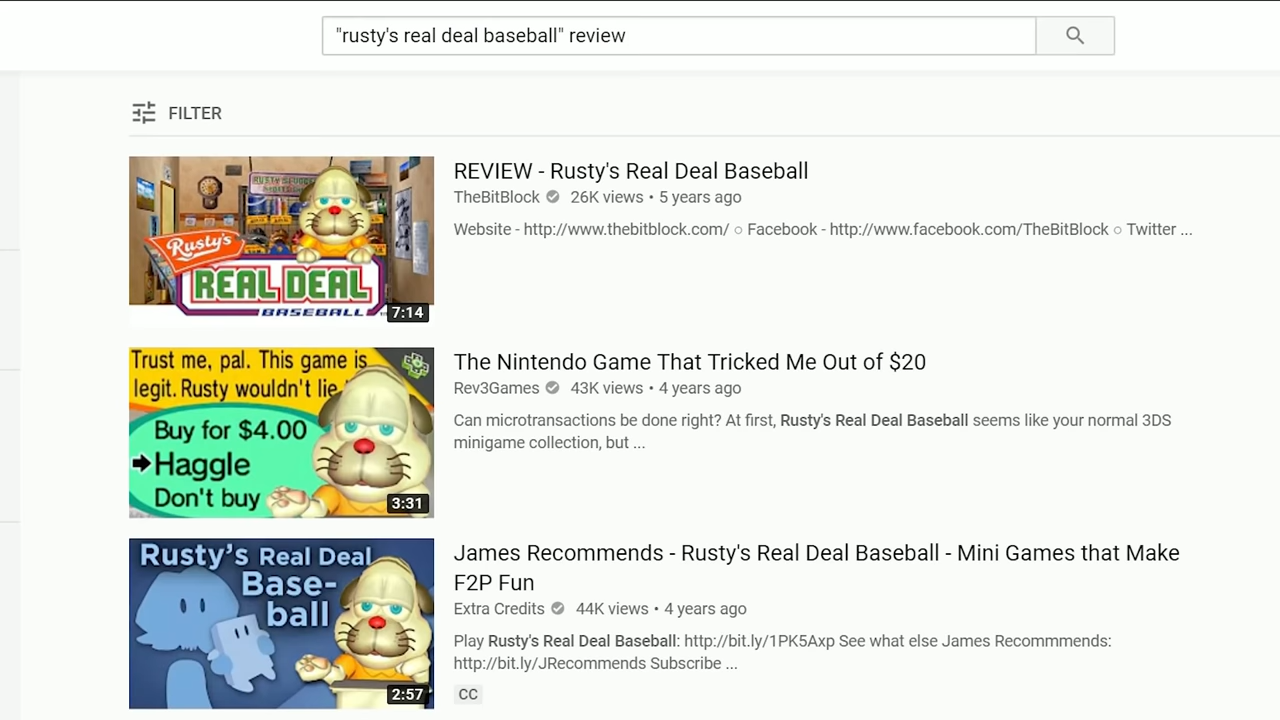 "rusty's real deal baseball" review
FILTER
REVIEW - Rusty's Real Deal Baseball
TheBitBlock 26K views • 5 years ago
Website - http://www.thebitblock.com/ ○ Facebook - http://www.facebook.com/TheBitBlock ○ Twitter ...
Rusty's
REAL DEAL
BASEBALL
7:14
The Nintendo Game That Tricked Me Out of $20
Rev3Games 43K views • 4 years ago
Can microtransactions be done right? At first, Rusty's Real Deal Baseball seems like your normal 3DS
minigame collection, but ...
Trust me, pal. This game is
legit. Rusty wouldn't lie
Buy for $4.00
Haggle
Don't buy
3:31
James Recommends - Rusty's Real Deal Baseball - Mini Games that Make
F2P Fun
Extra Credits 44K views • 4 years ago
Play Rusty's Real Deal Baseball: http://bit.ly/1PK5Axp See what else James Recommmends:
http://bit.ly/JRecommends Subscribe ...
CC
Rusty's Real Deal
Base-
ball
2:57